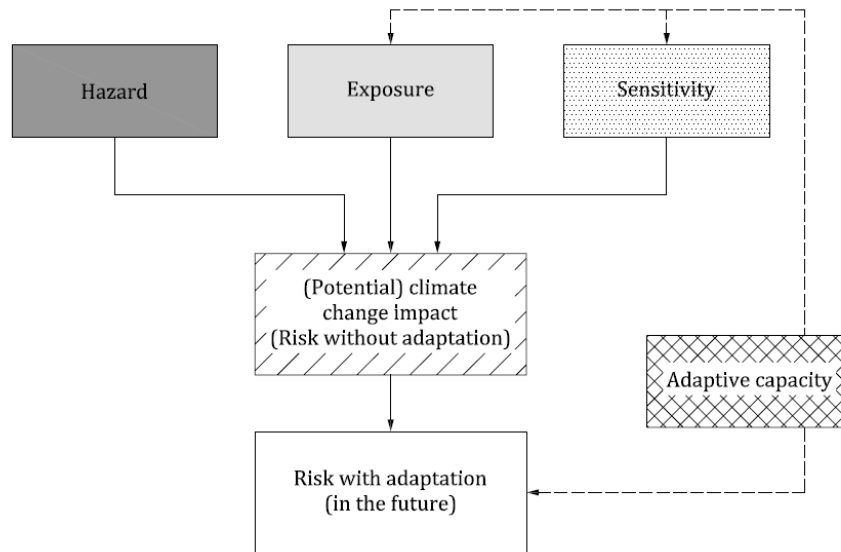 Hazard
Exposure
Sensitivity
(Potential) climate
change impact
(Risk without adaptation)
Adaptive capacity
Risk with adaptation
(in the future)